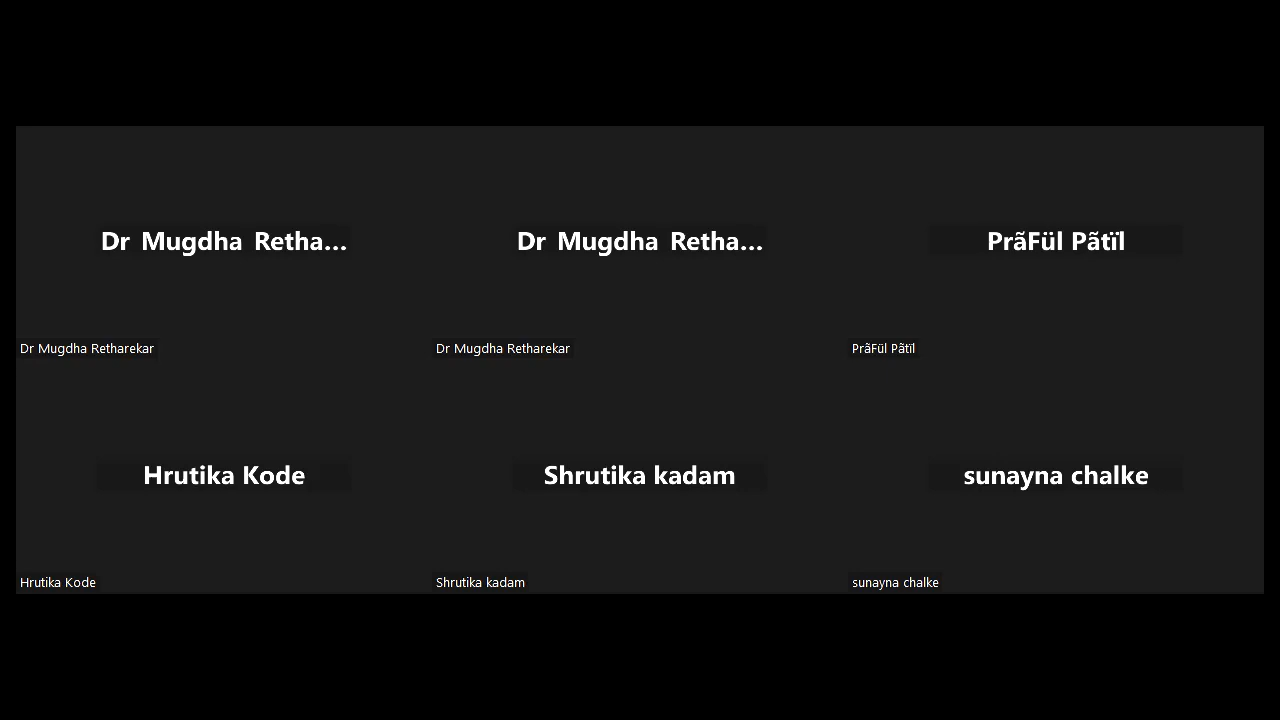 Dr Mugdha Retha...
Dr Mugdha Retha...
PrãFül Pãtïl
Dr Mugdha Retharekar
Dr Mugdha Retharekar
PrãFül Pãtïl
Hrutika Kode
Shrutika kadam
sunayna chalke
Hrutika Kode
Shrutika kadam
sunayna chalke